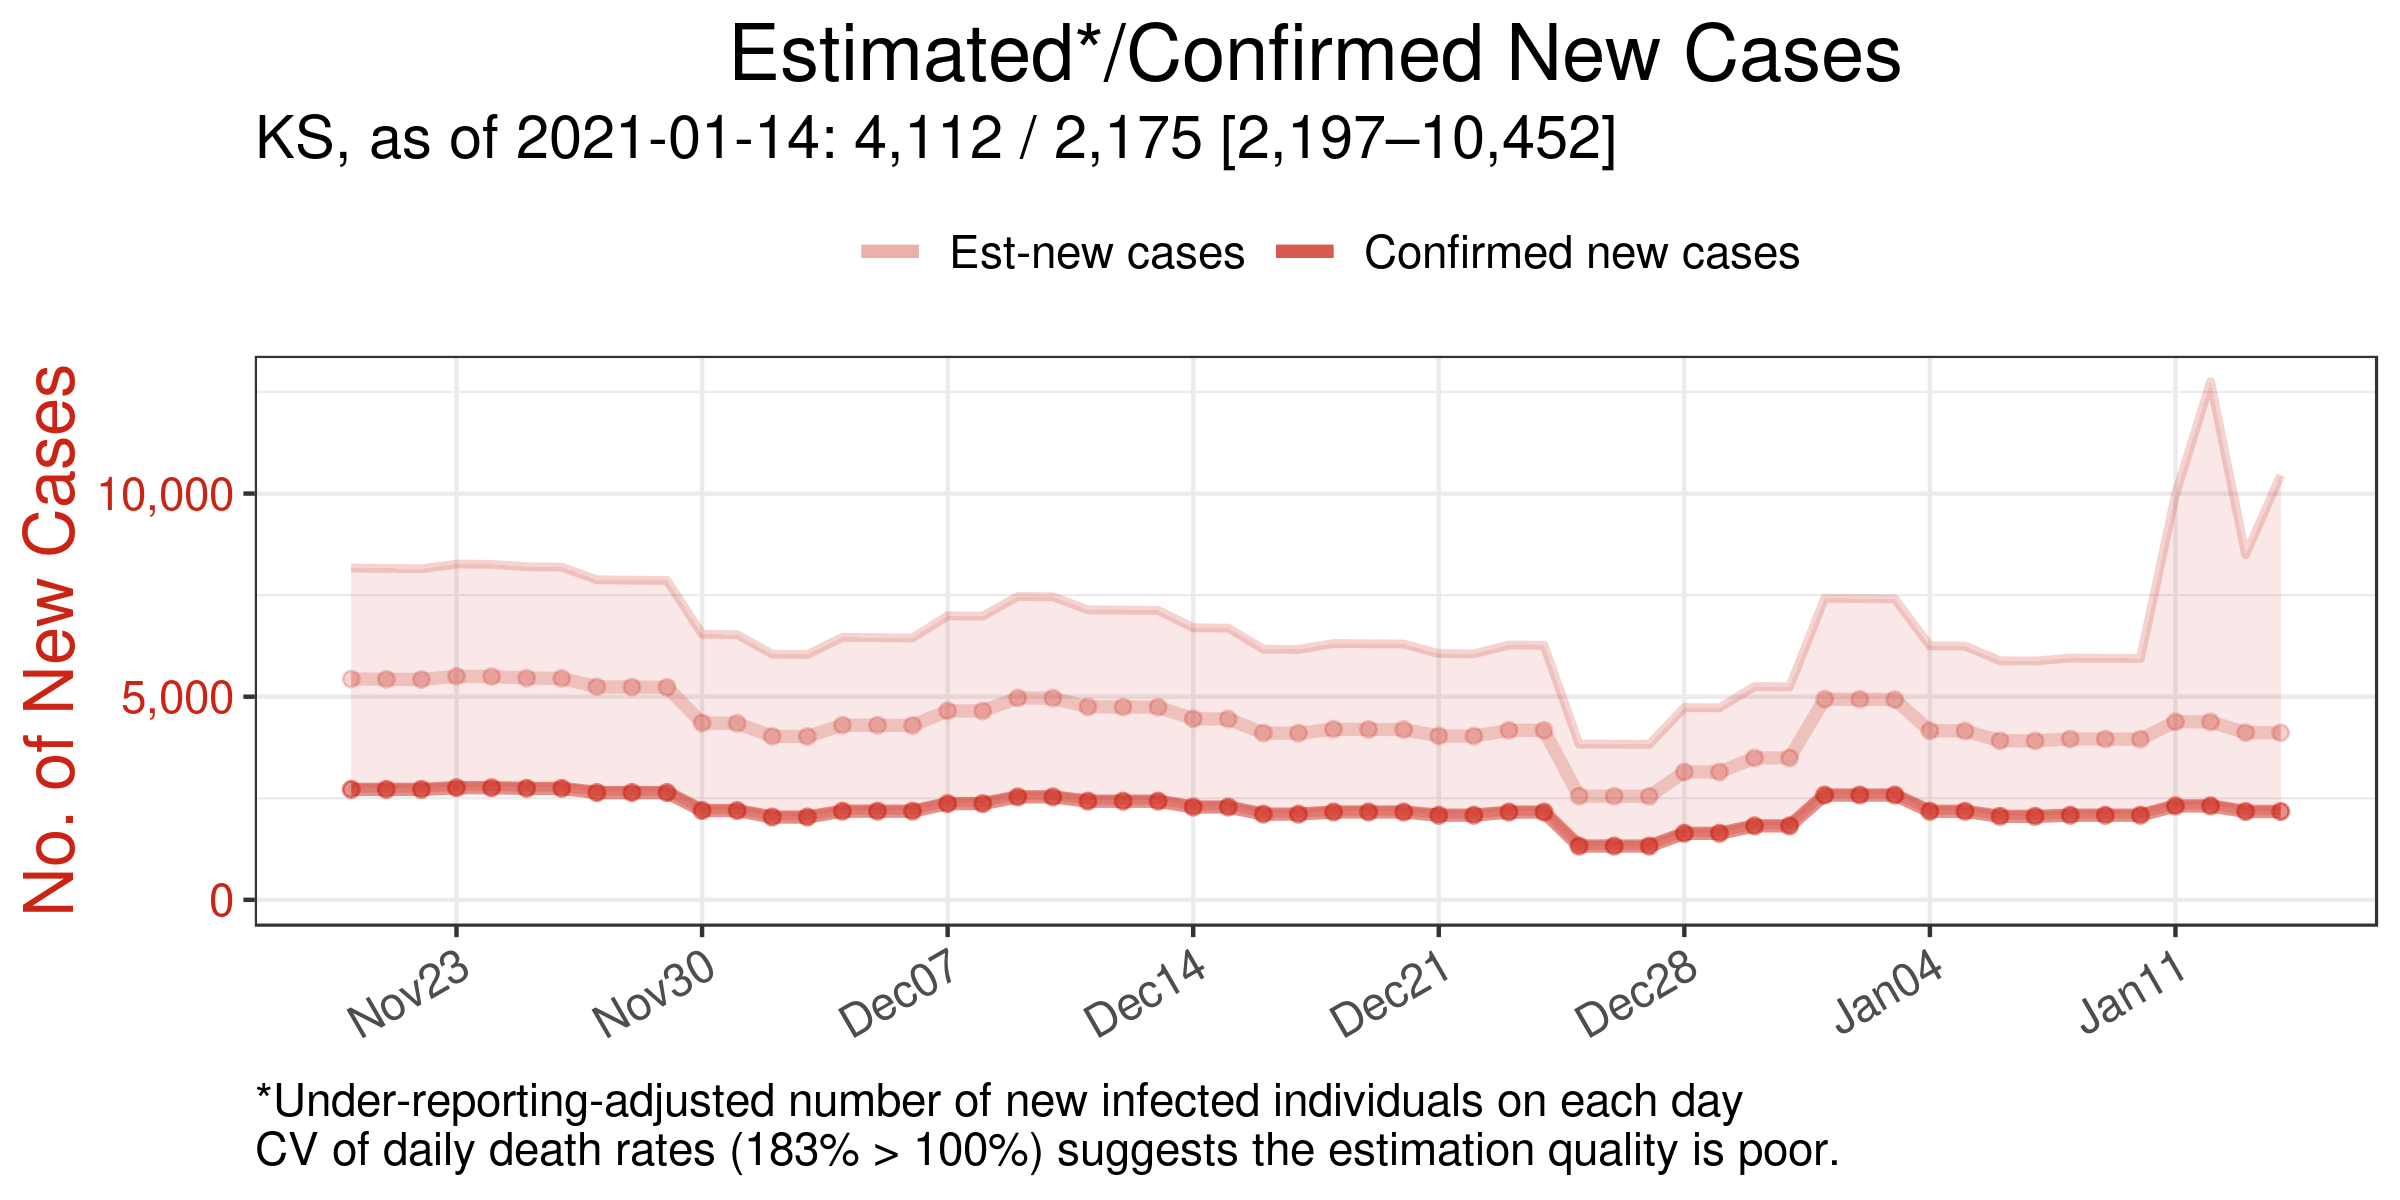 Estimated*/Confirmed New Cases
KS, as of 2021-01-14: 4,112 / 2,175 [2,197–10,452]
Est-new cases Confirmed new cases
No. of New Cases
10,000
5,000
0
Nov23 Nov30 Dec07 Dec14 Dec21 Dec28 Jan04 Jan11
*Under-reporting-adjusted number of new infected individuals on each day
CV of daily death rates (183% > 100%) suggests the estimation quality is poor.